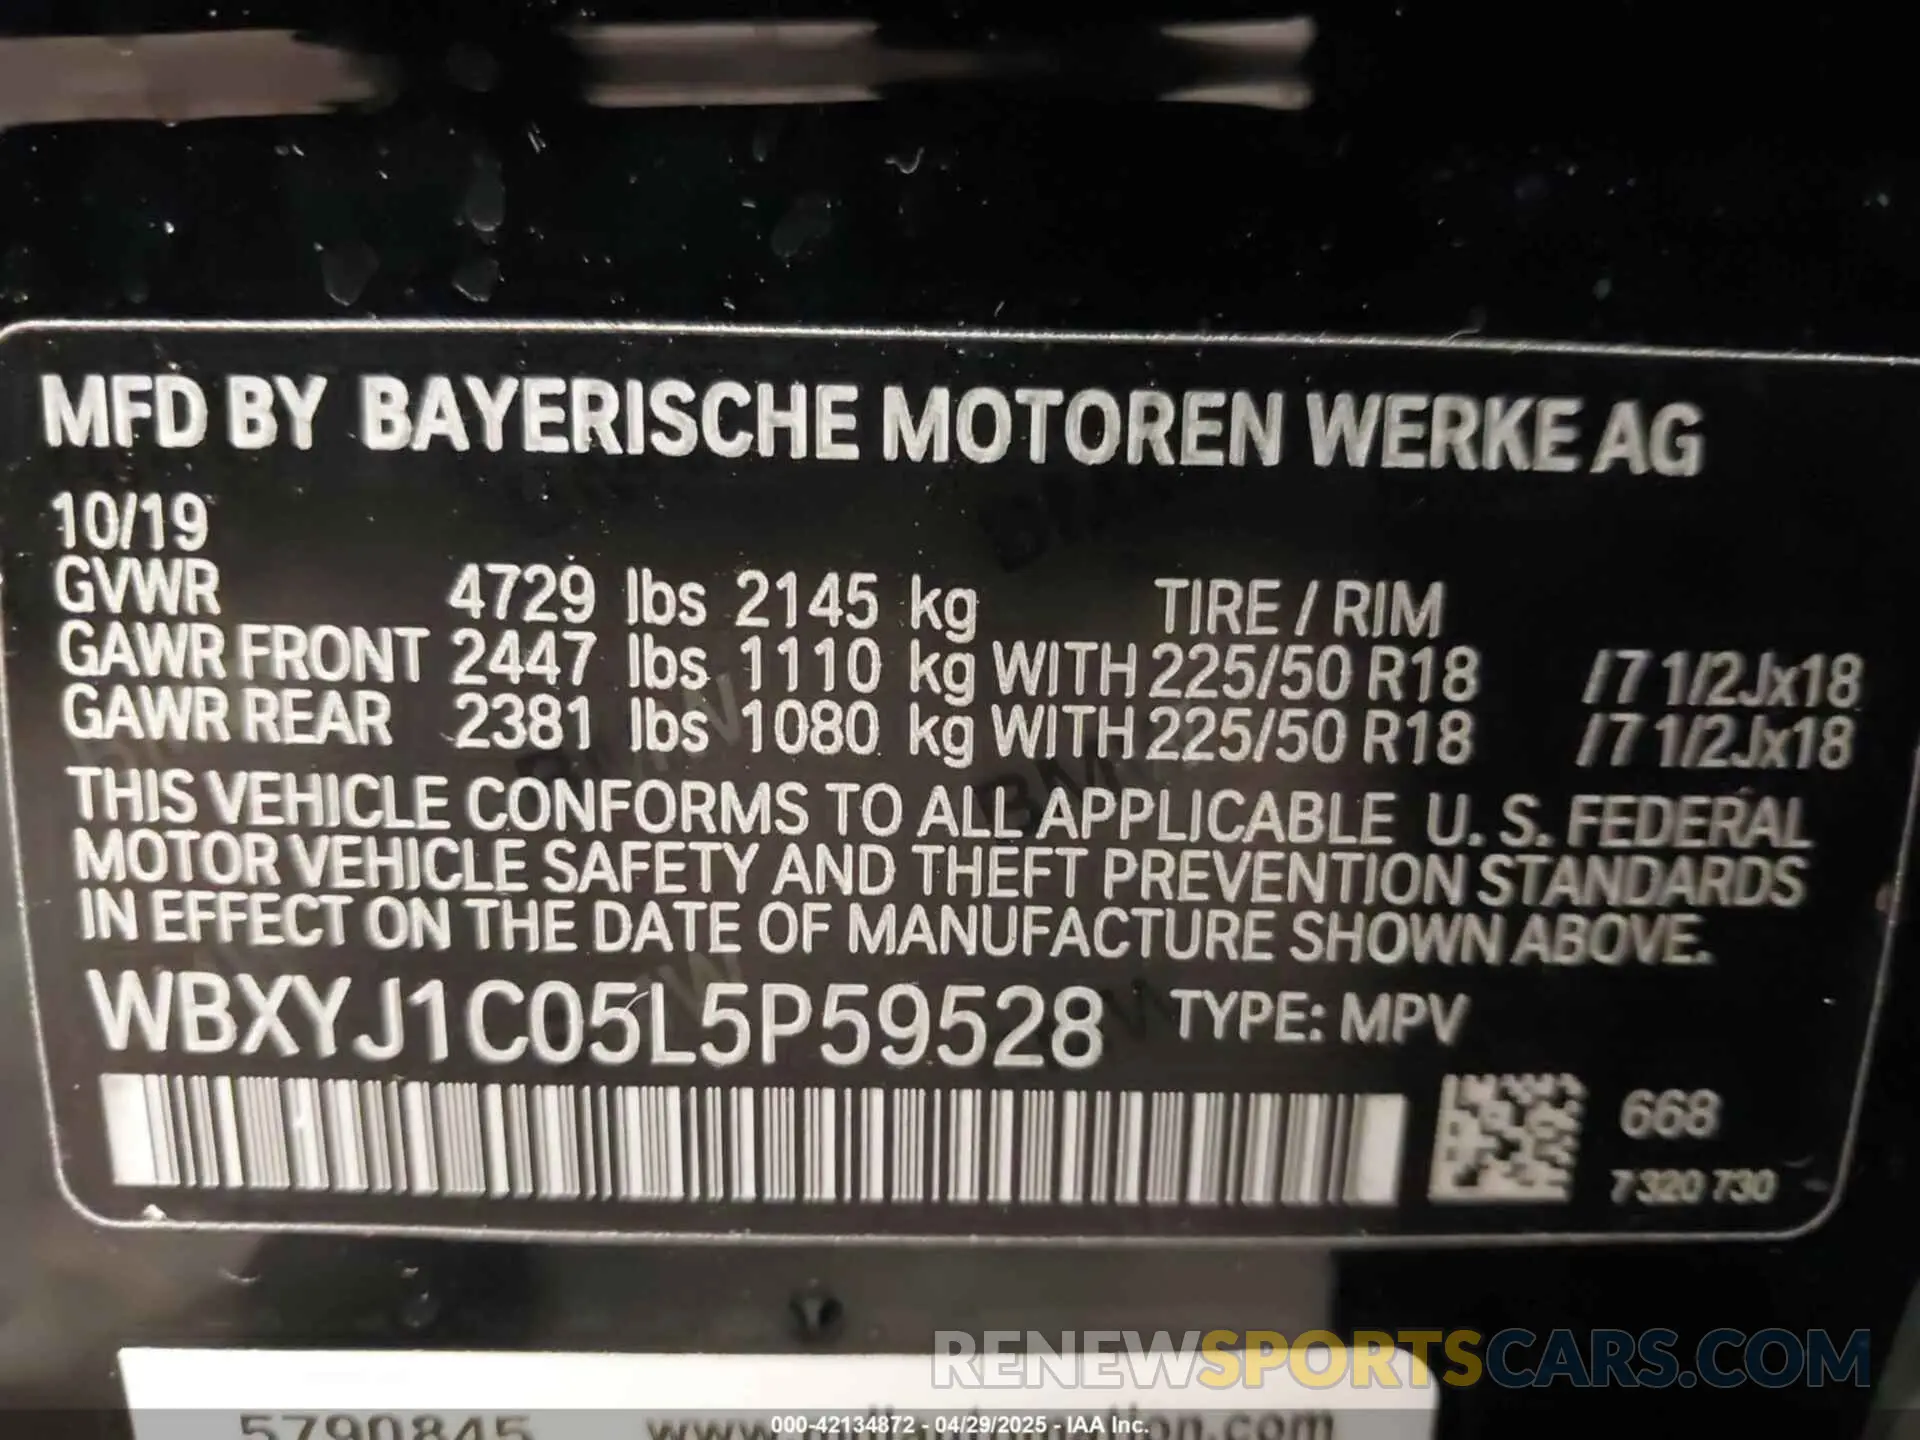 MFD BY BAYERISCHE MOTOREN WERKE AG
10/19
GVWR 4729 lbs 2145 kg TIRE / RIM
GAWR FRONT 2447 lbs 1110 kg WITH 225/50 R18 /7 1/2Jx18
GAWR REAR 2381 lbs 1080 kg WITH 225/50 R18 /7 1/2Jx18
THIS VEHICLE CONFORMS TO ALL APPLICABLE U. S. FEDERAL
MOTOR VEHICLE SAFETY AND THEFT PREVENTION STANDARDS
IN EFFECT ON THE DATE OF MANUFACTURE SHOWN ABOVE.
WBXYJ1C05L5P59528 TYPE: MPV
668
7 320 730
RENEWSPORTSCARS.COM
5790845
000-42134872 - 04/29/2025 - IAA Inc.